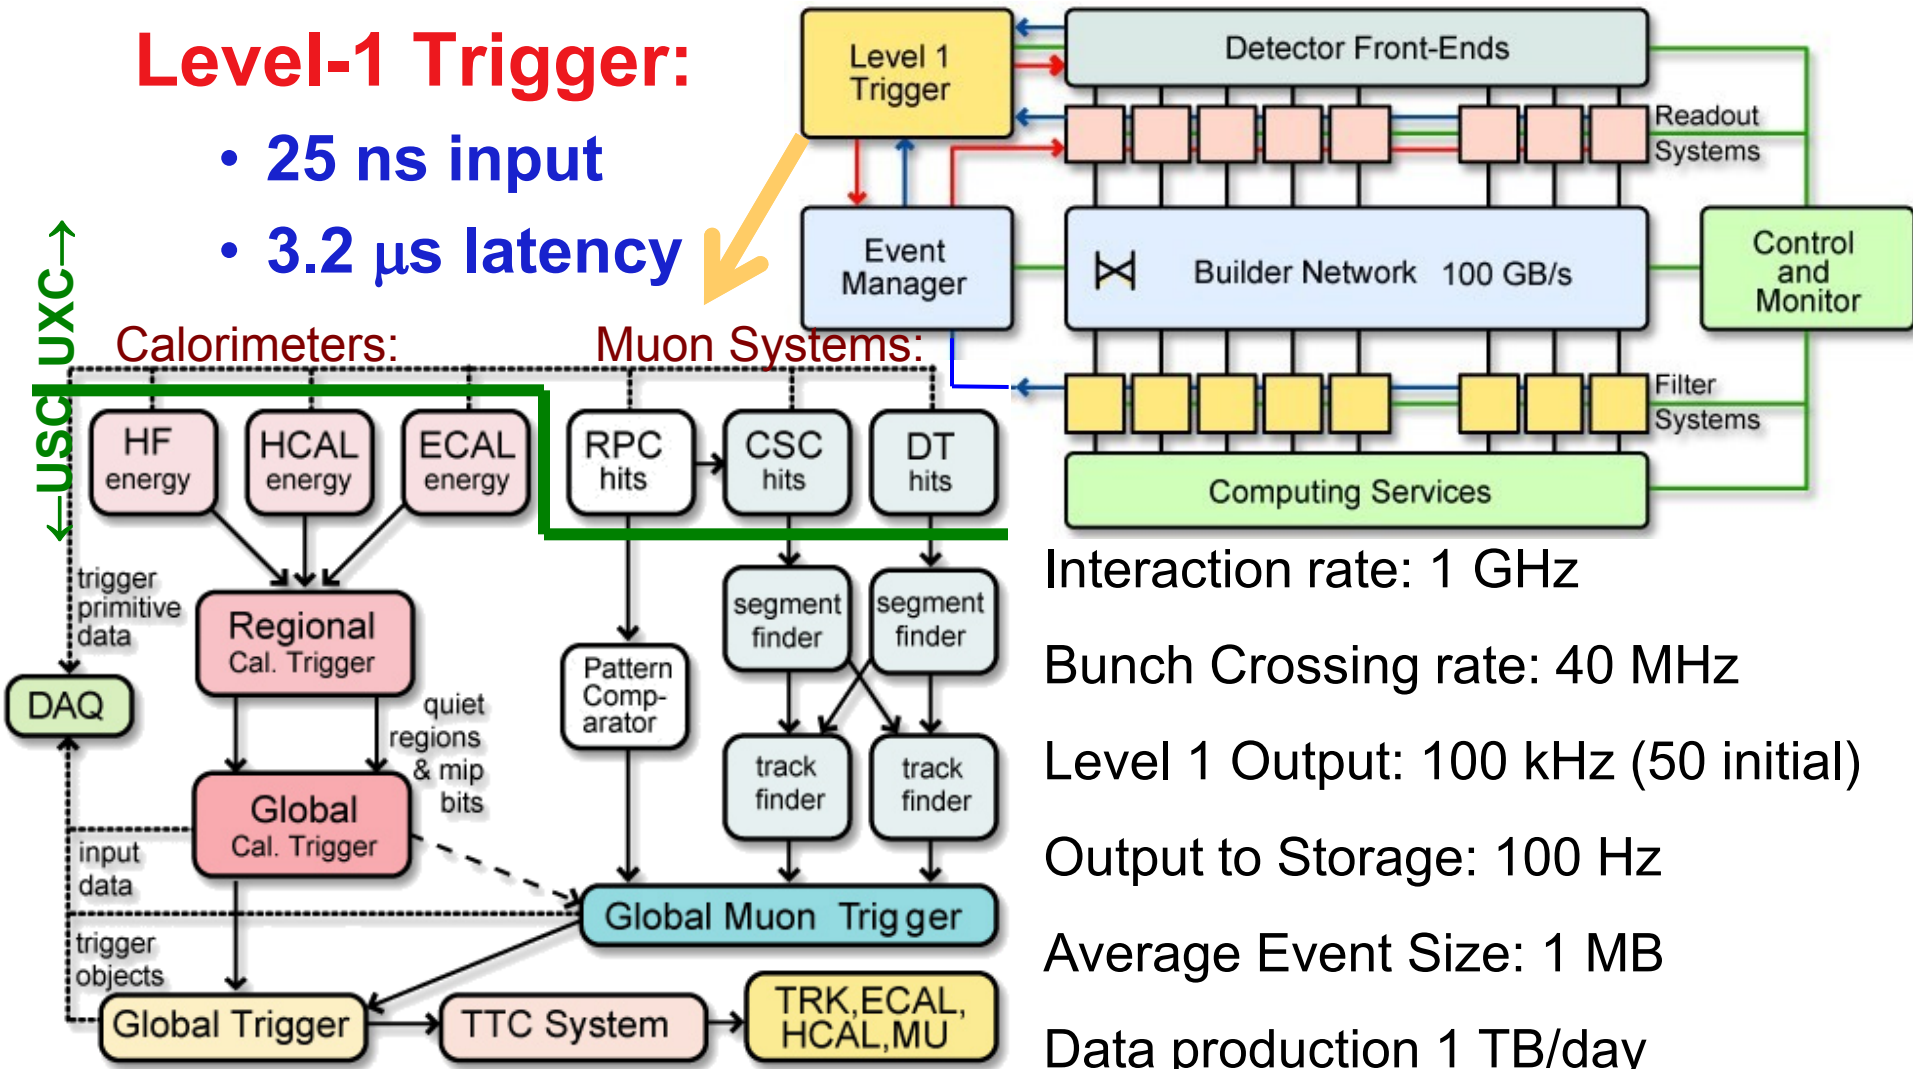 Level-1 Trigger:
• 25 ns input
• 3.2 μs latency
←USC UXC→
Calorimeters:
Muon Systems:
HF
energy
HCAL
energy
ECAL
energy
RPC
hits
CSC
hits
DT
hits
trigger
primitive
data
Regional
Cal. Trigger
segment
finder
segment
finder
Pattern
Comp-
arator
DAQ
quiet
regions
& mip
bits
track
finder
track
finder
Global
Cal. Trigger
input
data
Global Muon Trigger
trigger
objects
Global Trigger
TTC System
TRK,ECAL,
HCAL,MU
Level 1
Trigger
Detector Front-Ends
Readout
Systems
Event
Manager
Builder Network 100 GB/s
Control
and
Monitor
Filter
Systems
Computing Services
Interaction rate: 1 GHz
Bunch Crossing rate: 40 MHz
Level 1 Output: 100 kHz (50 initial)
Output to Storage: 100 Hz
Average Event Size: 1 MB
Data production 1 TB/day